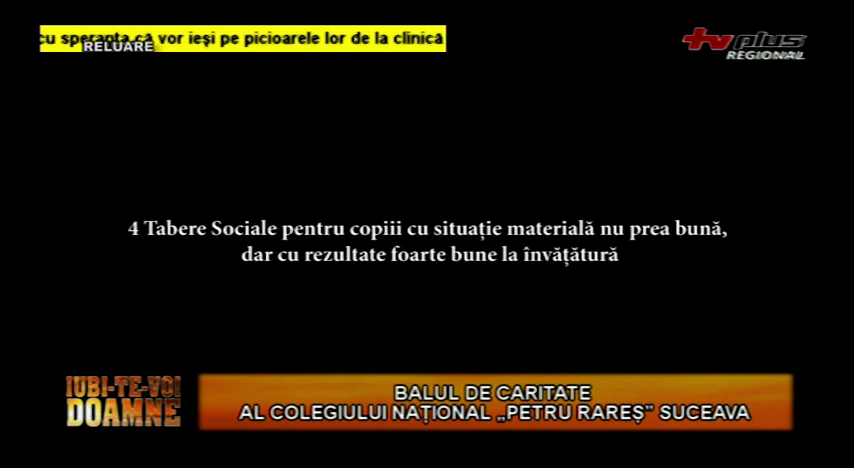 cu speranța că vor ieși pe picioarele lor de la clinică
RELUARE
tv plus
REGIONAL
4 Tabere Sociale pentru copiii cu situație materială nu prea bună,
dar cu rezultate foarte bune la învățătură
IUBI-TE-VOI
DOAMNE
BALUL DE CARITATE
AL COLEGIULUI NAȚIONAL „PETRU RAREȘ” SUCEAVA